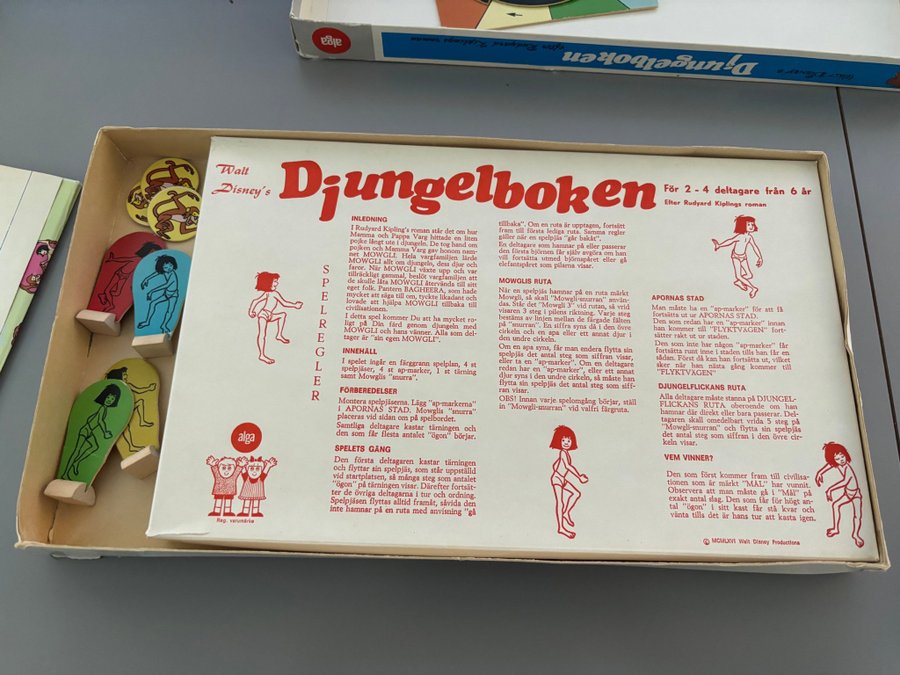 alga
Djungelboken
efter Rudyard Kiplings roman
Walt
Disney's
Djungelboken
För 2 - 4 deltagare från 6 år
Efter Rudyard Kiplings roman
SPELREGLER
INLEDNING
I Rudyard Kipling's roman står det om hur
Mamma och Pappa Varg hittade en liten
pojke långt ute i djungeln. De tog hand om
pojken och Mamma Varg gav honom nam-
net MOWGLI. Hela vargfamiljen lärde
MOWGLI allt om djungeln, dess djur och
faror. När MOWGLI växte upp och var
tillräckligt gammal, beslöt vargfamiljen att
de skulle låta MOWGLI återvända till sitt
eget folk. Pantern BAGHEERA, som hade
mycket att säga till om, tyckte likadant och
lovade att hjälpa MOWGLI tillbaka till
civilisationen.
I detta spel kommer Du att ha mycket ro-
ligt på Din färd genom djungeln med
MOWGLI och hans vänner. Alla som del-
tager är "sin egen MOWGLI".
INNEHÅLL
I spelet ingår en färggrann spelplan, 4 st
spelpjäser, 4 st ap-marker, 1 st tärning
samt Mowglis "snurra".
FÖRBEREDELSER
Montera spelpjäserna. Lägg "ap-markerna"
i APORNAS STAD. Mowglis "snurra"
placeras vid sidan om på spelbordet.
Samtliga deltagare kastar tärningen och
den som får flesta antalet "ögon" börjar.
SPELETS GÅNG
Den första deltagaren kastar tärningen
och flyttar sin spelpjäs, som står uppställd
vid startplatsen, så många steg som antalet
"ögon" på tärningen visar. Därefter fortsät-
ter de övriga deltagarna i tur och ordning.
Spelpjäsen flyttas alltid framåt, såvida den
inte hamnar på en ruta med anvisning "gå
tillbaka". Om en ruta är upptagen, fortsätt
fram till första lediga ruta. Samma regler
gäller när en spelpjäs "går bakåt".
En deltagare som hamnar på eller passerar
den första björnen får själv avgöra om han
vill fortsätta utmed björnspåret eller gå
elefantspåret som pilarna visar.
MOWGLIS RUTA
När en spelpjäs hamnar på en ruta märkt
Mowgli, så skall "Mowgli-snurran" använ-
das. Står det "Mowgli 3" vid rutan, så vrid
visaren 3 steg i pilens riktning. Varje steg
bestäms av linjen mellan de färgade fälten
på "snurran". En siffra syns då i den övre
cirkeln och en apa eller ett annat djur i
den undre cirkeln.
Om en apa syns, får man endera flytta sin
spelpjäs det antal steg som siffran visar,
eller ta en "ap-marker". Om en deltagare
redan har en "ap-marker", eller ett annat
djur syns i den undre cirkeln, så måste han
flytta sin spelpjäs det antal steg som siff-
ran visar.
OBS! Innan varje spelomgång börjar, ställ
in "Mowgli-snurran" vid valfri färgruta.
APORNAS STAD
Man måste ha en "ap-marker" för att få
fortsätta ut ur APORNAS STAD.
Den som redan har en "ap-marker" innan
han kommer till "FLYKTVÄGEN" fort-
sätter rakt ut ur staden.
Den som inte har någon "ap-marker" får
fortsätta runt inne i staden tills han får en
sådan. Först då kan han fortsätta ut, vilket
sker när han nästa gång kommer till
"FLYKTVÄGEN"
DJUNGELFLICKANS RUTA
Alla deltagare måste stanna på DJUNGEL-
FLICKANS RUTA oberoende om han
hamnar där direkt eller bara passerar. Del-
tagaren skall omedelbart vrida 5 steg på
"Mowgli-snurran" och flytta sin spelpjäs
det antal steg som siffran i den övre cir-
keln visar.
VEM VINNER?
Den som först kommer fram till civilisa-
tionen som är märkt "MÅL" har vunnit.
Observera att man måste gå i "Mål" på
exakt antal slag. Den som får för högt an-
tal "ögon" i sitt kast får stå kvar och
vänta tills det är hans tur att kasta igen.
alga
Reg. varumärke
© MCMLXVI Walt Disney Productions